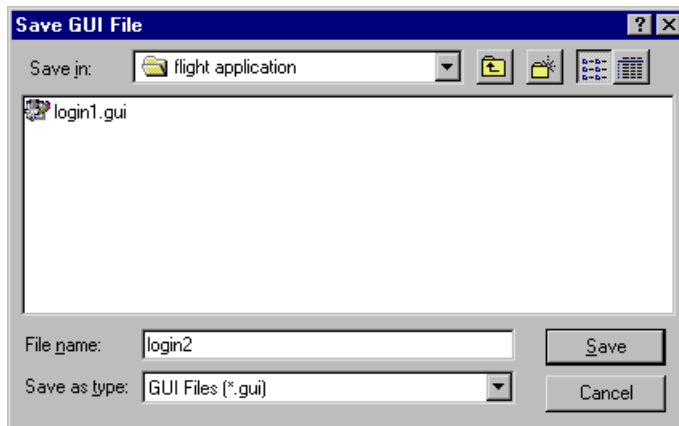 Save GUI File
Save in: flight application
login1.gui
File name: login2 Save
Save as type: GUI Files (*.gui) Cancel